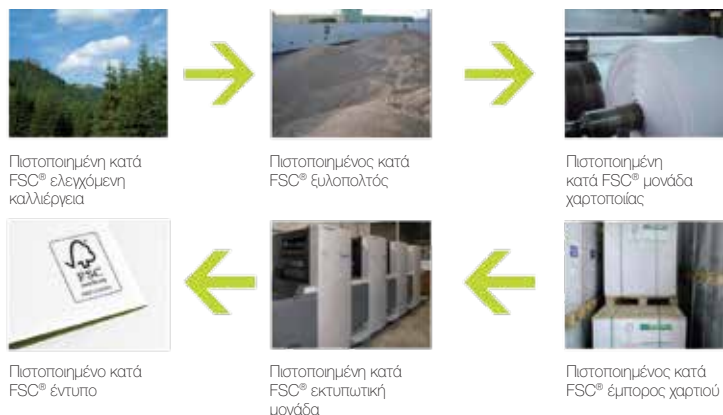 Πιστοποιημένη κατά
FSC® ελεγχόμενη
καλλιέργεια
Πιστοποιημένος κατά
FSC® ξυλοπολτός
Πιστοποιημένη
κατά FSC® μονάδα
χαρτοποιίας
FSC
Πιστοποιημένο κατά
FSC® έντυπο
Πιστοποιημένη κατά
FSC® εκτυπωτική
μονάδα
Πιστοποιημένος κατά
FSC® έμπορος χαρτιού